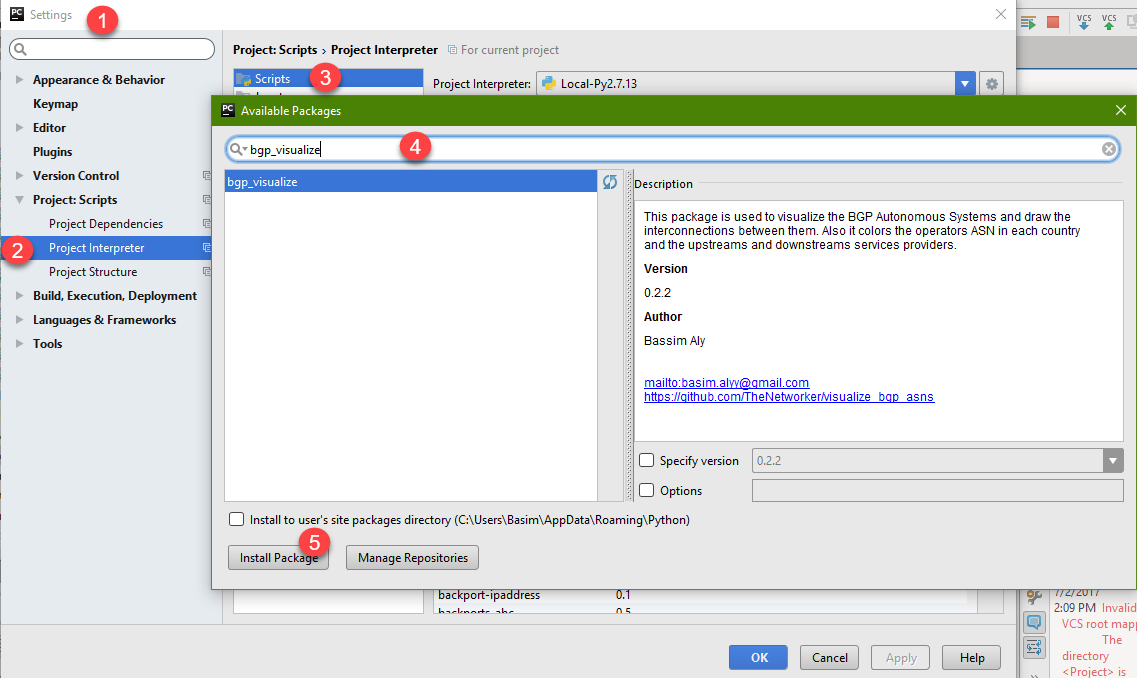 PC Settings
1
VCS VCS
Appearance & Behavior
Keymap
Editor
Plugins
Version Control
Project: Scripts
Project Dependencies
2
Project Interpreter
Project Structure
Build, Execution, Deployment
Languages & Frameworks
Tools
Project: Scripts › Project Interpreter For current project
Scripts
3
Project Interpreter: Local-Py2.7.13
PC Available Packages
bgp_visualize
4
bgp_visualize
Description
This package is used to visualize the BGP Autonomous Systems and draw the
interconnections between them. Also it colors the operators ASN in each country
and the upstreams and downstreams services providers.
Version
0.2.2
Author
Bassim Aly
mailto:basim.alyy@gmail.com
https://github.com/TheNetworker/visualize_bgp_asns
Specify version 0.2.2
Options
Install to user's site packages directory (C:\Users\Basim\AppData\Roaming\Python)
5
Install Package Manage Repositories
backport-ipaddress 0.1
backports-abc 0.5
OK Cancel Apply Help
7/2/2017
2:09 PM Invalid
VCS root mapp
The
directory
<Project> is